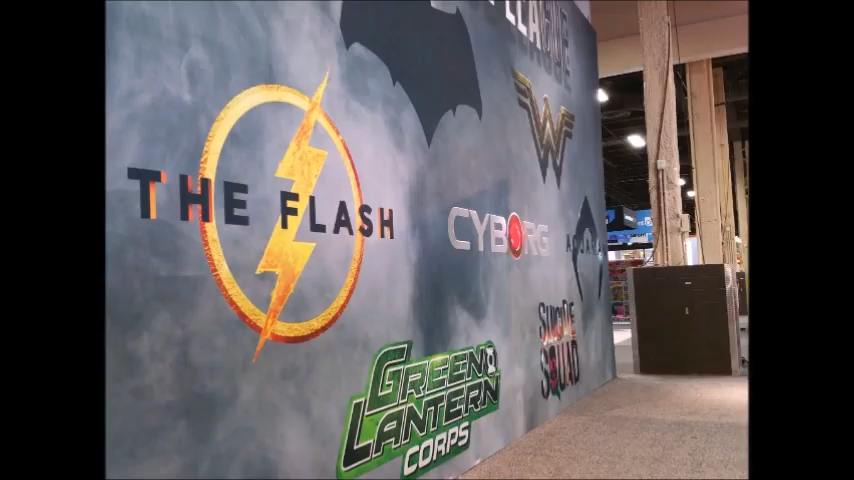 THE FLASH
CYBORG
GREEN LANTERN CORPS
SUICIDE SQUAD